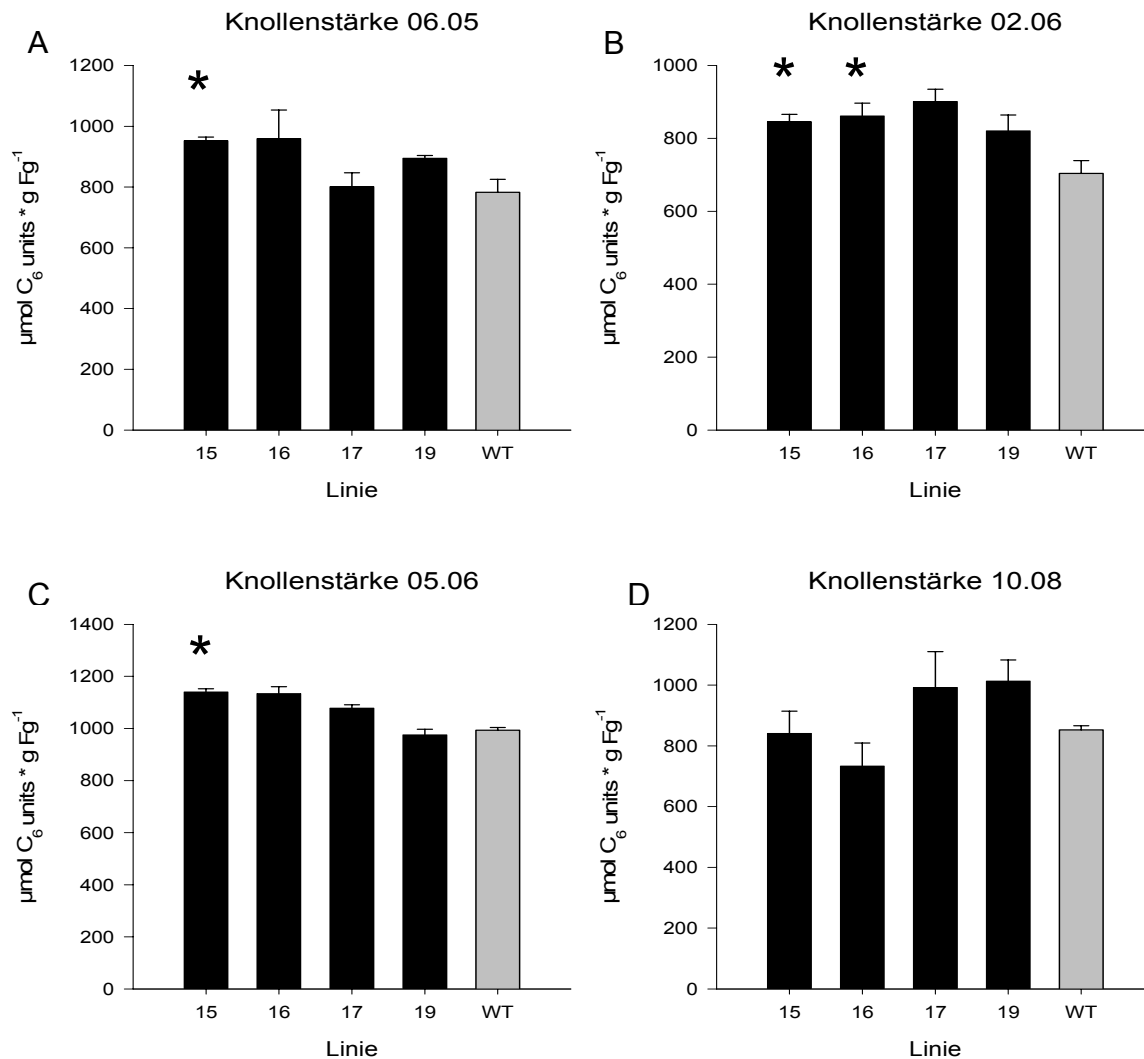 A
Knollenstärke 06.05
*
1200
1000
800
600
400
200
0
µmol C₆ units * g Fg⁻¹
15 16 17 19 WT
Linie
B
Knollenstärke 02.06
* *
1000
800
600
400
200
0
µmol C₆ units * g Fg⁻¹
15 16 17 19 WT
Linie
C
Knollenstärke 05.06
*
1400
1200
1000
800
600
400
200
0
µmol C₆ units * g Fg⁻¹
15 16 17 19 WT
Linie
D
Knollenstärke 10.08
1200
1000
800
600
400
200
0
µmol C₆ units * g Fg⁻¹
15 16 17 19 WT
Linie